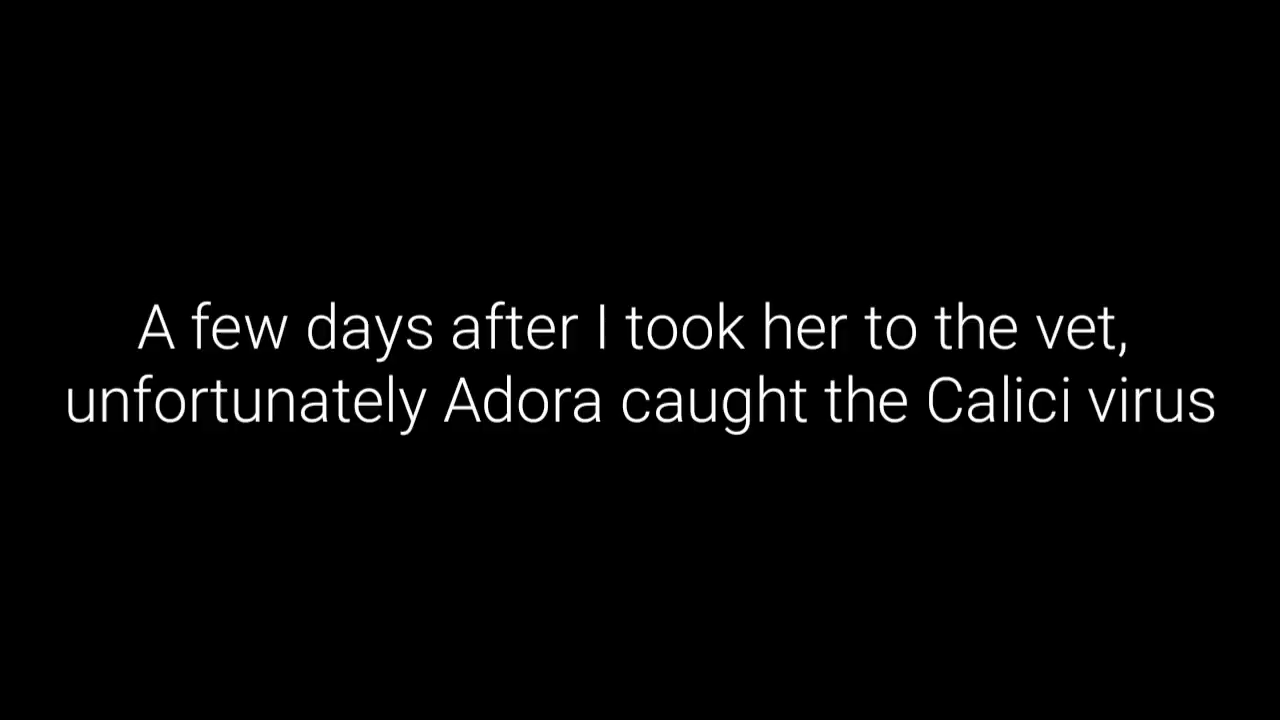 A few days after I took her to the vet,
unfortunately Adora caught the Calici virus